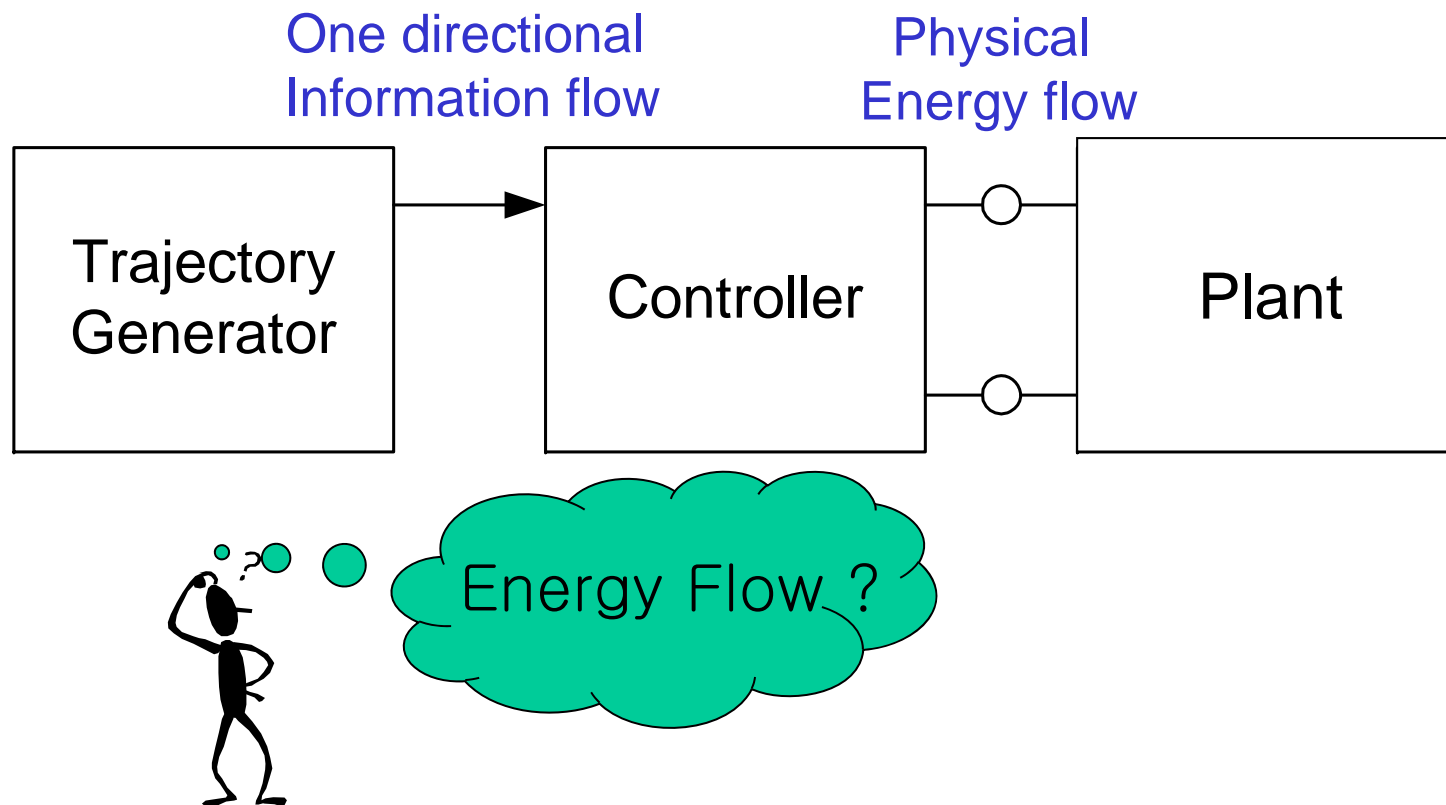 One directional
Information flow
Physical
Energy flow
Trajectory
Generator
Controller
Plant
?
Energy Flow ?